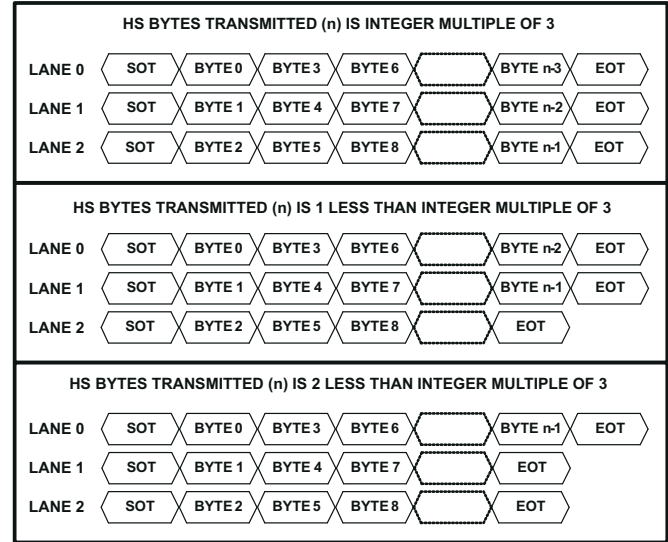 HS BYTES TRANSMITTED (n) IS INTEGER MULTIPLE OF 3
LANE 0 SOT BYTE 0 BYTE 3 BYTE 6 BYTE n-3 EOT
LANE 1 SOT BYTE 1 BYTE 4 BYTE 7 BYTE n-2 EOT
LANE 2 SOT BYTE 2 BYTE 5 BYTE 8 BYTE n-1 EOT
HS BYTES TRANSMITTED (n) IS 1 LESS THAN INTEGER MULTIPLE OF 3
LANE 0 SOT BYTE 0 BYTE 3 BYTE 6 BYTE n-2 EOT
LANE 1 SOT BYTE 1 BYTE 4 BYTE 7 BYTE n-1 EOT
LANE 2 SOT BYTE 2 BYTE 5 BYTE 8 EOT
HS BYTES TRANSMITTED (n) IS 2 LESS THAN INTEGER MULTIPLE OF 3
LANE 0 SOT BYTE 0 BYTE 3 BYTE 6 BYTE n-1 EOT
LANE 1 SOT BYTE 1 BYTE 4 BYTE 7 EOT
LANE 2 SOT BYTE 2 BYTE 5 BYTE 8 EOT